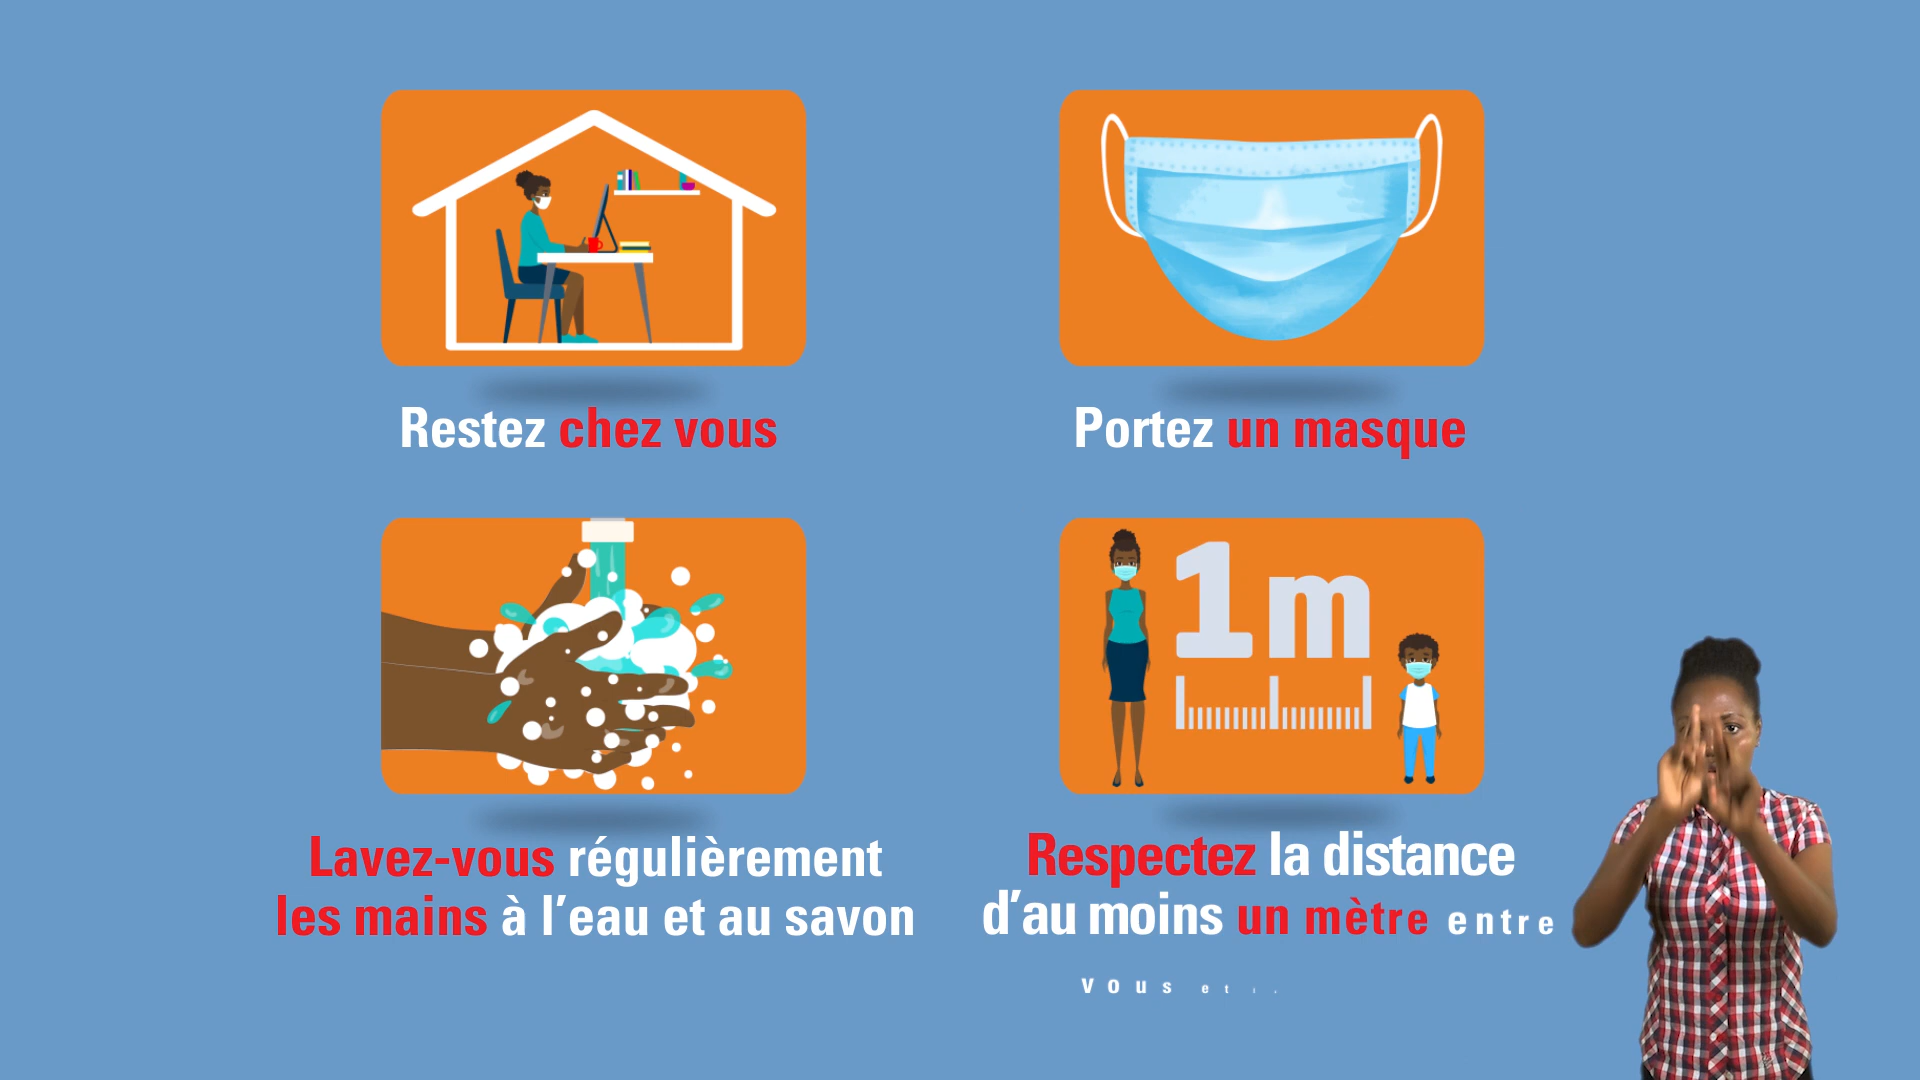 Restez chez vous
Portez un masque
1m
Lavez-vous régulièrement
les mains à l'eau et au savon
Respectez la distance
d'au moins un mètre entre
vous et